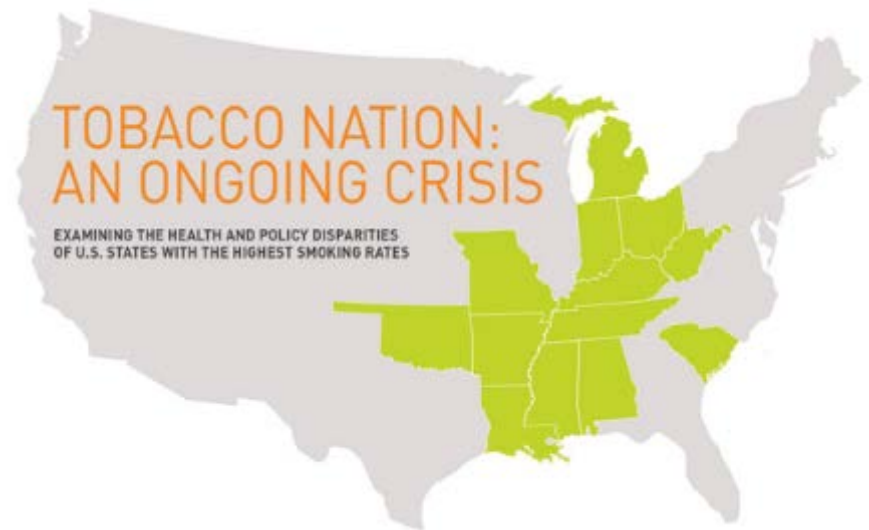 TOBACCO NATION:
AN ONGOING CRISIS
EXAMINING THE HEALTH AND POLICY DISPARITIES
OF U.S. STATES WITH THE HIGHEST SMOKING RATES